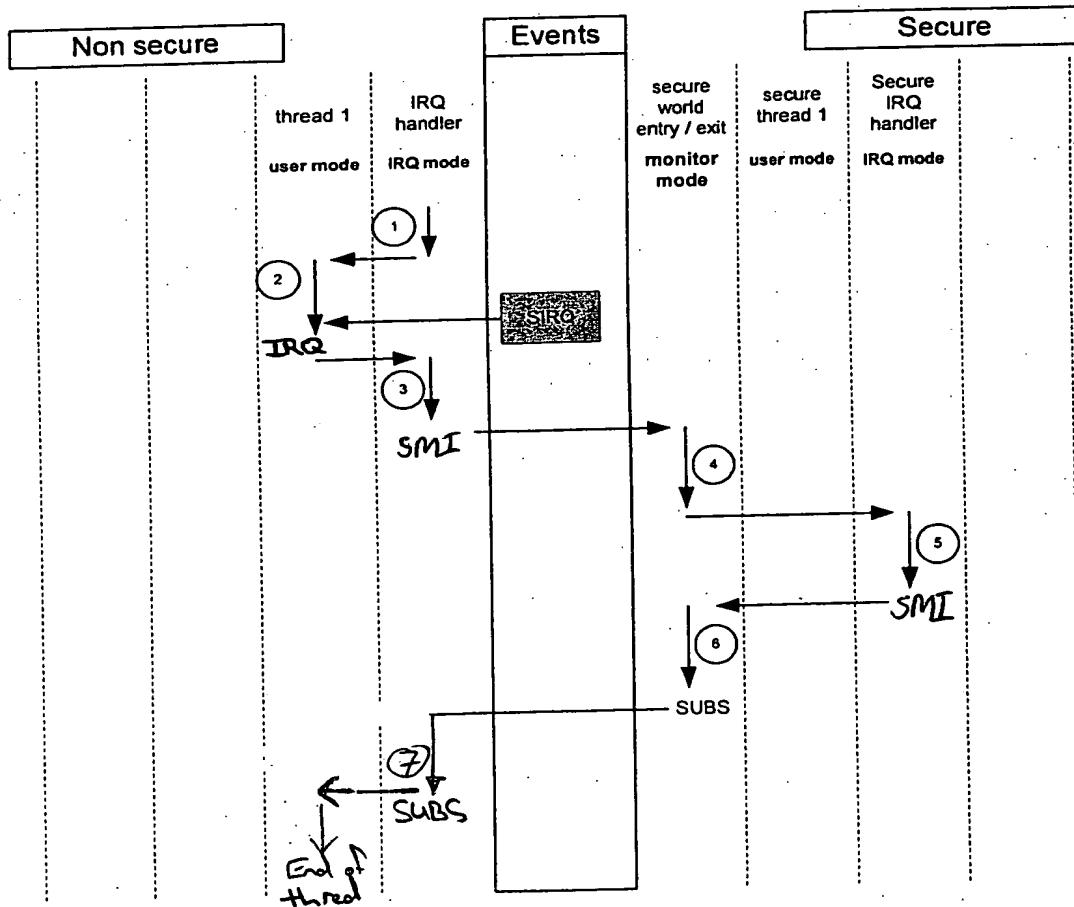 Non secure
Events
Secure
thread 1
user mode
IRQ
handler
IRQ mode
secure
world
entry / exit
monitor
mode
secure
thread 1
user mode
Secure
IRQ
handler
IRQ mode
1
2
SIRQ
IRQ
3
SMI
4
5
SMI
6
SUBS
7
SUBS
End of
thread